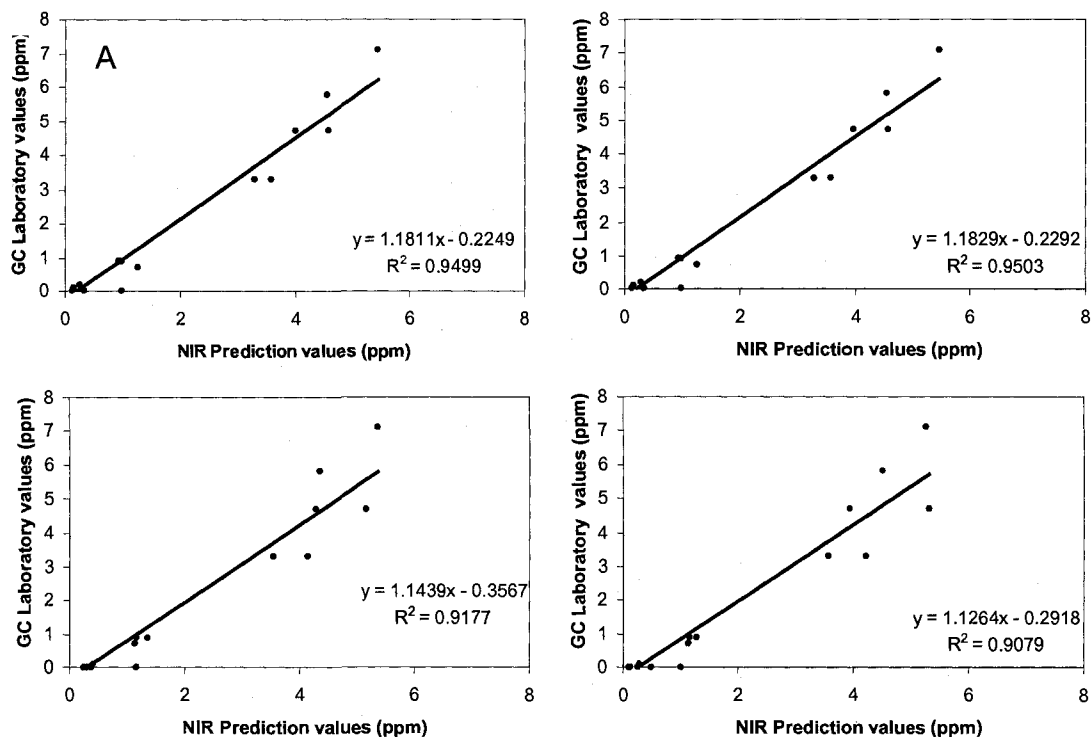 A
GC Laboratory values (ppm)
8
7
6
5
4
3
2
1
0
y = 1.1811x - 0.2249
R² = 0.9499
0 2 4 6 8
NIR Prediction values (ppm)
GC Laboratory values (ppm)
8
7
6
5
4
3
2
1
0
y = 1.1829x - 0.2292
R² = 0.9503
0 2 4 6 8
NIR Prediction values (ppm)
GC Laboratory values (ppm)
8
7
6
5
4
3
2
1
0
y = 1.1439x - 0.3567
R² = 0.9177
0 2 4 6 8
NIR Prediction values (ppm)
GC Laboratory values (ppm)
8
7
6
5
4
3
2
1
0
y = 1.1264x - 0.2918
R² = 0.9079
0 2 4 6 8
NIR Prediction values (ppm)